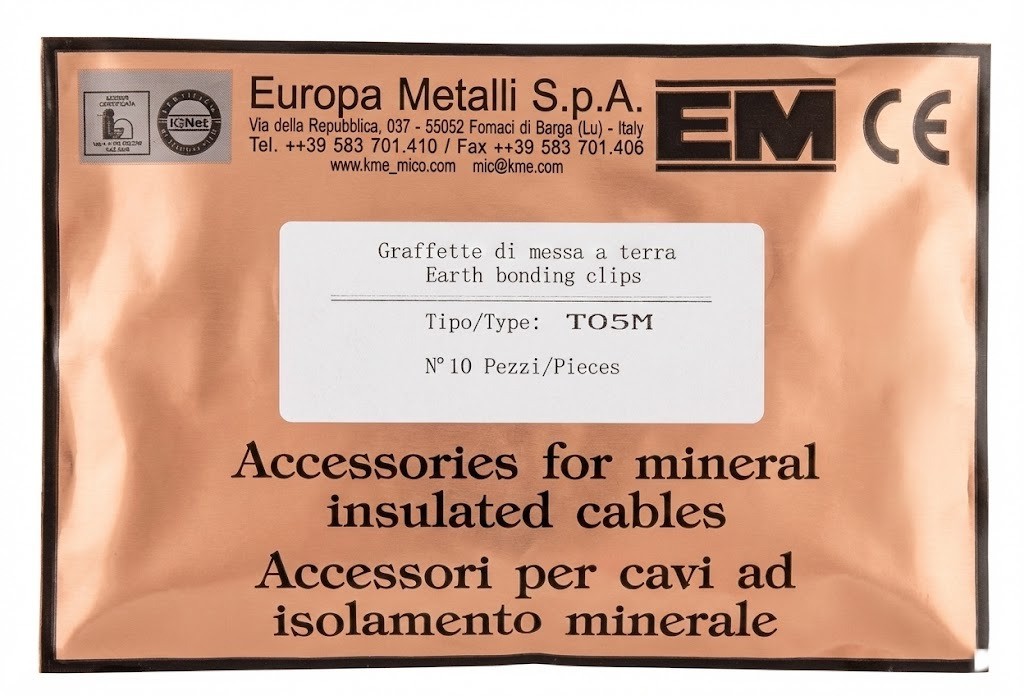 IQNet
Europa Metalli S.p.A.
Via della Repubblica, 037 - 55052 Fornaci di Barga (Lu) - Italy
Tel. ++39 583 701.410 / Fax ++39 583 701.406
www.kme_mico.com mic@kme.com
EM
CE
Graffette di messa a terra
Earth bonding clips
Tipo/Type: TO5M
N° 10 Pezzi/Pieces
Accessories for mineral
insulated cables
Accessori per cavi ad
isolamento minerale